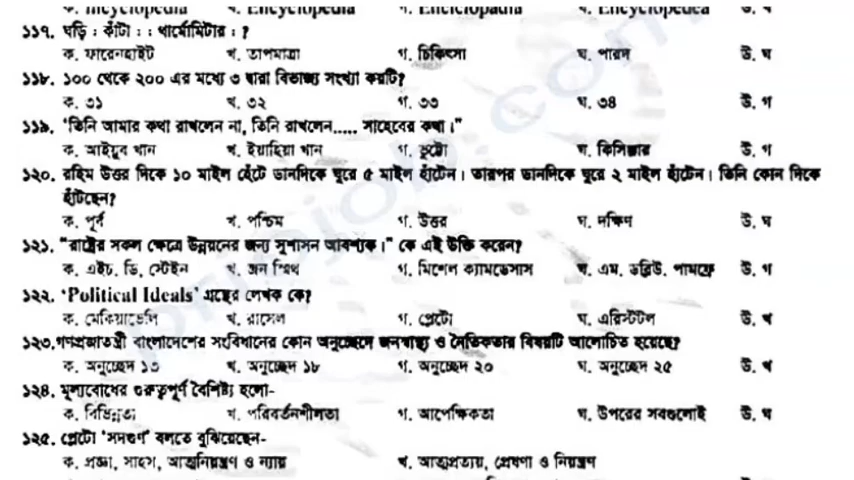 ক. Incyclopedia খ. Encyclopedia গ. Enciclopadia ঘ. Encyclopedea উ. খ
১১৭. ঘড়ি : কাঁটা : : থার্মোমিটার : ?
ক. ফারেনহাইট খ. তাপমাত্রা গ. চিকিৎসা ঘ. পারদ উ. ঘ
১১৮. ১০০ থেকে ২০০ এর মধ্যে ৩ দ্বারা বিভাজ্য সংখ্যা কয়টি?
ক. ৩১ খ. ৩২ গ. ৩৩ ঘ. ৩৪ উ. গ
১১৯. ‘তিনি আমার কথা রাখলেন না, তিনি রাখলেন..... সাহেবের কথা।"
ক. আইয়ুব খান খ. ইয়াহিয়া খান গ. ভুট্টো ঘ. কিসিঞ্জার উ. গ
১২০. রহিম উত্তর দিকে ১০ মাইল হেঁটে ডানদিকে ঘুরে ৫ মাইল হাঁটেন। তারপর ডানদিকে ঘুরে ২ মাইল হাঁটেন। তিনি কোন দিকে
হাঁটছেন?
ক. পূর্ব খ. পশ্চিম গ. উত্তর ঘ. দক্ষিণ উ. ঘ
১২১. “রাষ্ট্রের সকল ক্ষেত্রে উন্নয়নের জন্য সুশাসন আবশ্যক।" কে এই উক্তি করেন?
ক. এইচ. ডি. স্টেইন খ. জন স্মিথ গ. মিশেল ক্যামডেসাস ঘ. এম. ডব্লিউ. পামফ্রে উ. গ
১২২. ‘Political Ideals’ গ্রন্থের লেখক কে?
ক. মেকিয়াভেলি খ. রাসেল গ. প্লেটো ঘ. এরিস্টটল উ. খ
১২৩.গণপ্রজাতন্ত্রী বাংলাদেশের সংবিধানের কোন অনুচ্ছেদে জনস্বাস্থ্য ও নৈতিকতার বিষয়টি আলোচিত হয়েছে?
ক. অনুচ্ছেদ ১৩ খ. অনুচ্ছেদ ১৮ গ. অনুচ্ছেদ ২০ ঘ. অনুচ্ছেদ ২৫ উ. খ
১২৪. মূল্যবোধের গুরুত্বপূর্ণ বৈশিষ্ট্য হলো-
ক. বিভিন্নতা খ. পরিবর্তনশীলতা গ. আপেক্ষিকতা ঘ. উপরের সবগুলোই উ. ঘ
১২৫. প্লেটো ‘সদগুণ’ বলতে বুঝিয়েছেন-
ক. প্রজ্ঞা, সাহস, আত্মনিয়ন্ত্রণ ও ন্যায় খ. আত্মপ্রত্যয়, প্রেষণা ও নিয়ন্ত্রণ